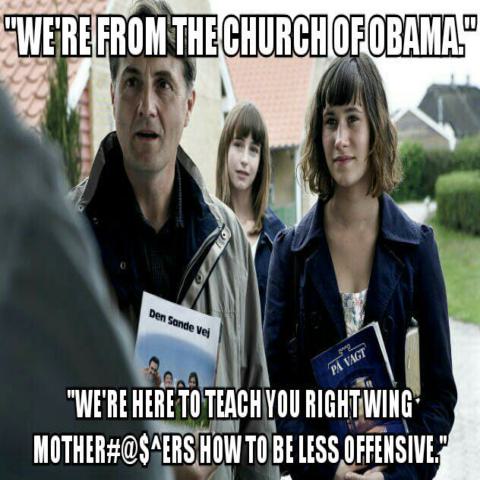 "WE'RE FROM THE CHURCH OF OBAMA."
Den Sande Vej
PÅ VAGT
"WE'RE HERE TO TEACH YOU RIGHT WING
MOTHER#@$^ERS HOW TO BE LESS OFFENSIVE."